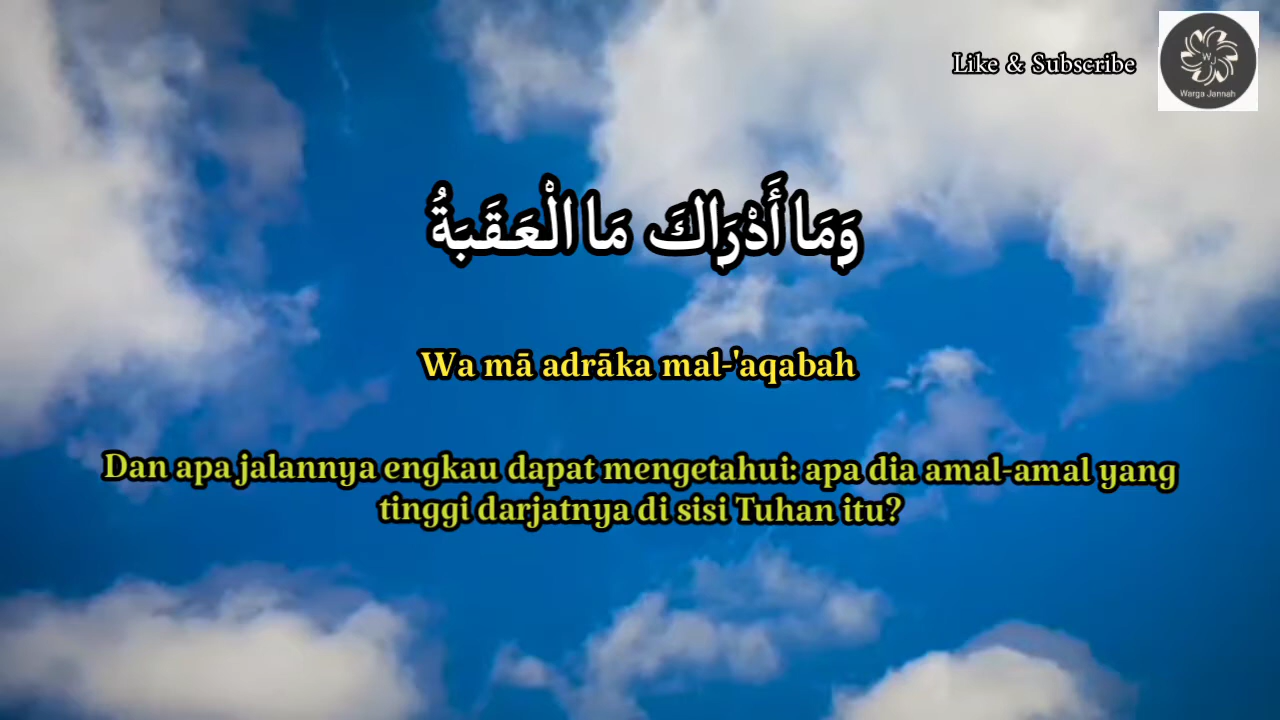 Like & Subscribe
WJ
Warga Jannah
وَمَا أَدْرَاكَ مَا الْعَقَبَةُ
Wa mā adrāka mal-'aqabah
Dan apa jalannya engkau dapat mengetahui: apa dia amal-amal yang
tinggi darjatnya di sisi Tuhan itu?